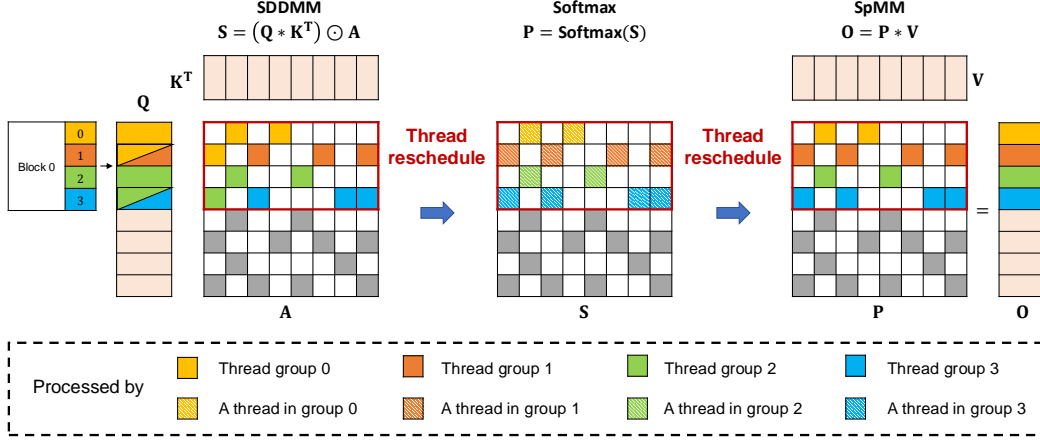 SDDMM
S = (Q * K^T) ⊙ A
Softmax
P = Softmax(S)
SpMM
O = P * V
K^T
V
Q
Block 0
0
1
2
3
Thread
reschedule
Thread
reschedule
=
A
S
P
O
Processed by
Thread group 0
Thread group 1
Thread group 2
Thread group 3
A thread in group 0
A thread in group 1
A thread in group 2
A thread in group 3